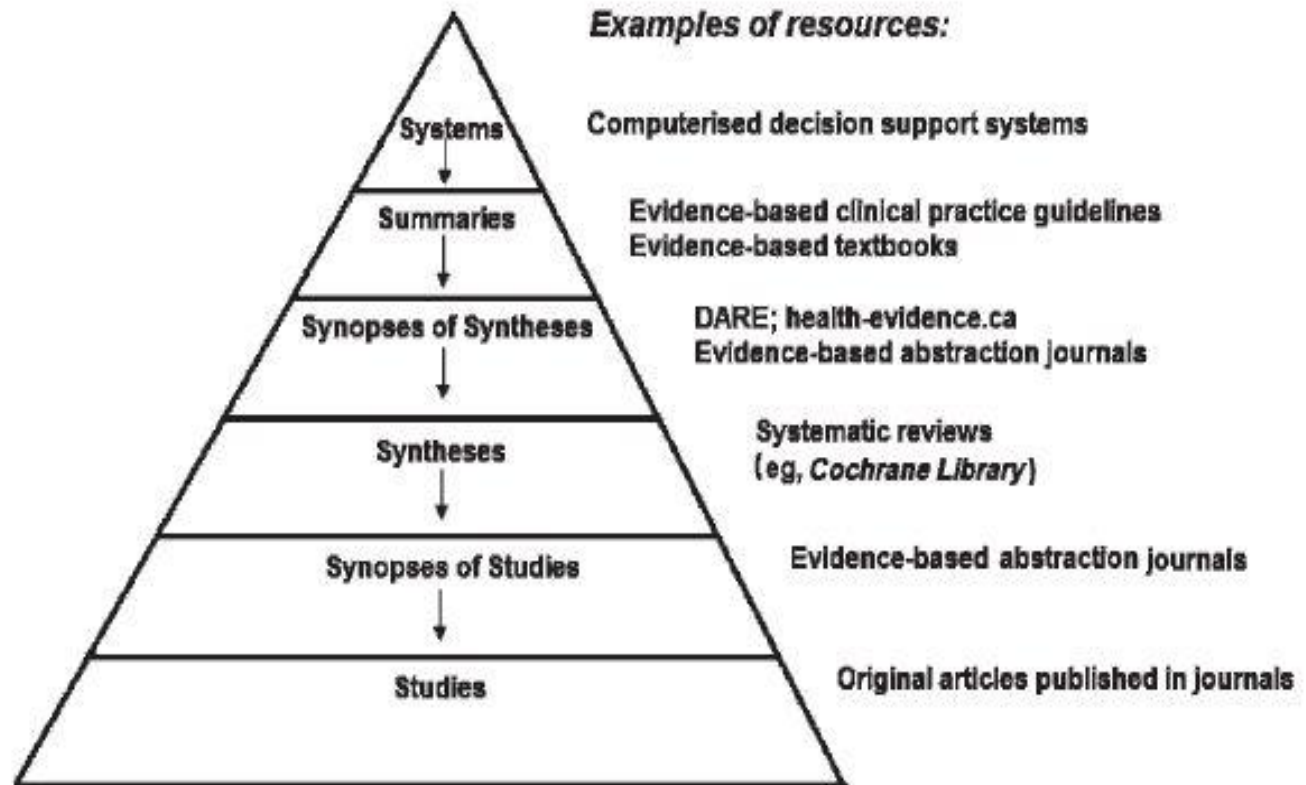 Examples of resources:
Systems
Computerised decision support systems
Summaries
Evidence-based clinical practice guidelines
Evidence-based textbooks
Synopses of Syntheses
DARE; health-evidence.ca
Evidence-based abstraction journals
Syntheses
Systematic reviews
(eg, Cochrane Library)
Synopses of Studies
Evidence-based abstraction journals
Studies
Original articles published in journals